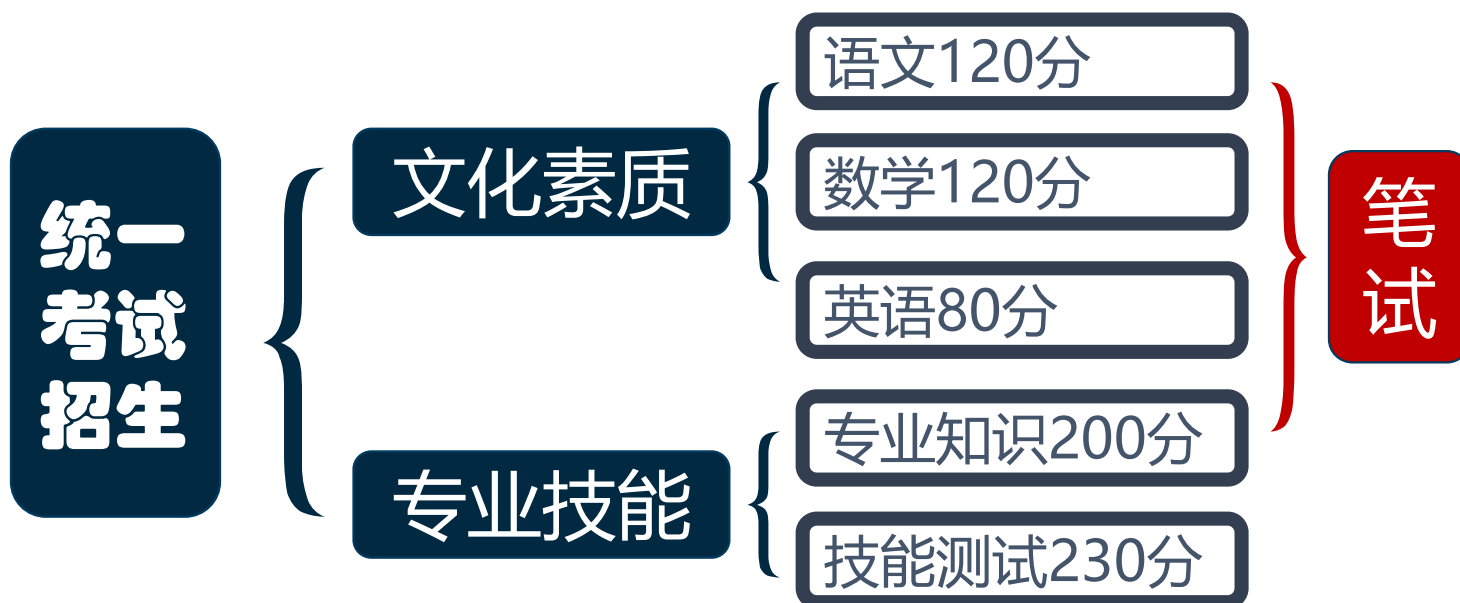 统一
考试
招生
文化素质
专业技能
语文120分
数学120分
英语80分
专业知识200分
技能测试230分
笔
试